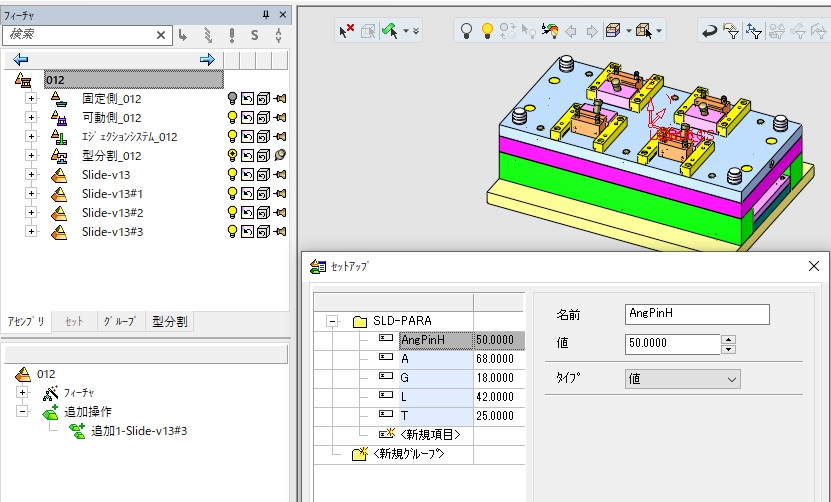 フィーチャ
検索
S
012
固定側_012
可動側_012
エジェクションシステム_012
型分割_012
Slide-v13
Slide-v13#1
Slide-v13#2
Slide-v13#3
アセンブリ セット グループ 型分割
012
フィーチャ
追加操作
追加1-Slide-v13#3
セットアップ
SLD-PARA
AngPinH 50.0000
A 68.0000
G 18.0000
L 42.0000
T 25.0000
<新規項目>
<新規グループ>
名前 AngPinH
値 50.0000
タイプ 値